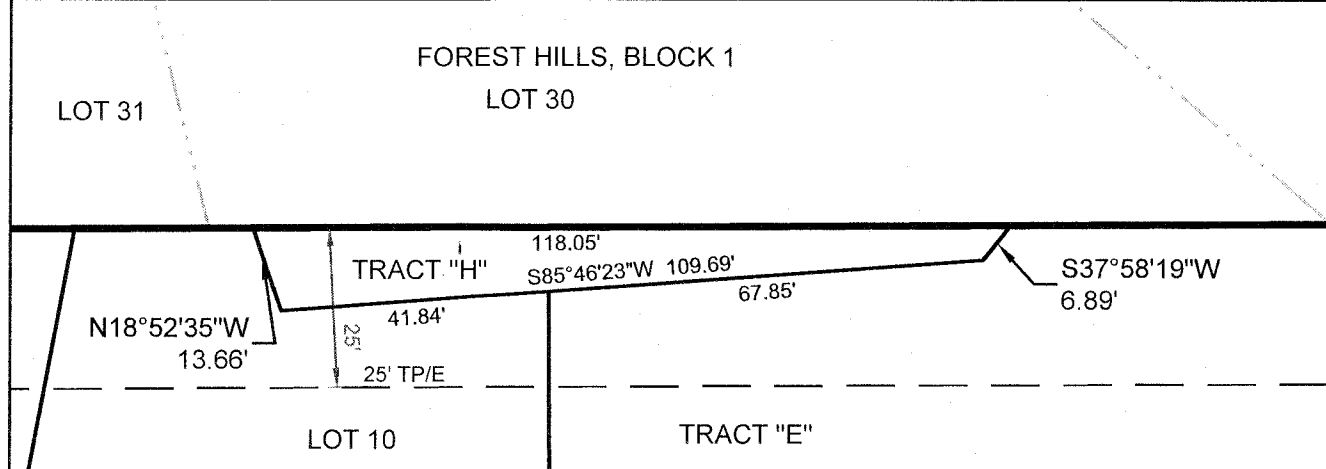 FOREST HILLS, BLOCK 1
LOT 30
LOT 31
118.05'
TRACT "H"
S85°46'23"W 109.69'
67.85'
41.84'
S37°58'19"W
6.89'
N18°52'35"W
13.66'
25'
25' TP/E
LOT 10
TRACT "E"